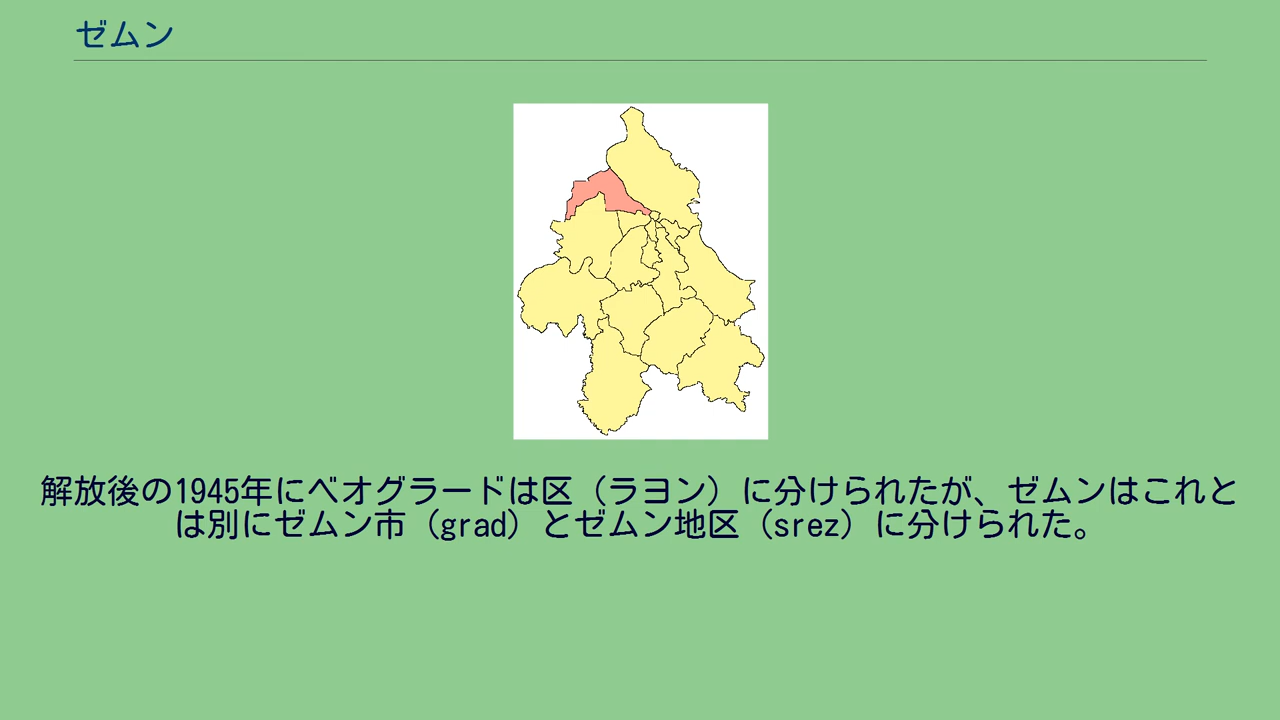 ゼムン
解放後の1945年にベオグラードは区（ラヨン）に分けられたが、ゼムンはこれと
は別にゼムン市（grad）とゼムン地区（srez）に分けられた。